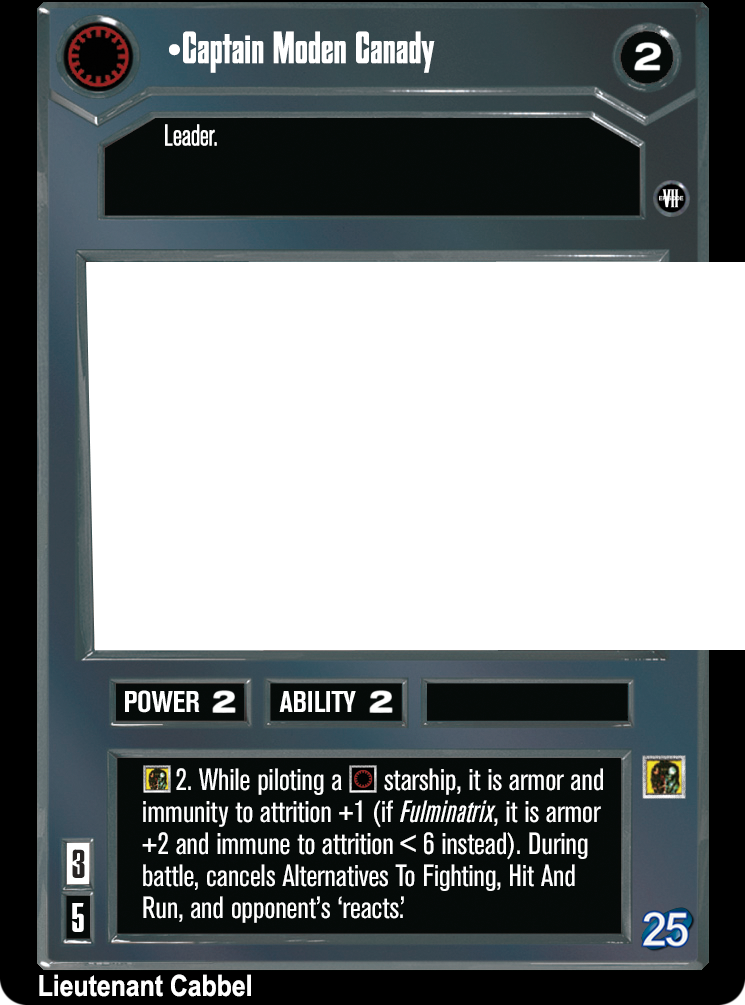 •Captain Moden Canady
2
Leader.
EPISODE VII
POWER 2
ABILITY 2
2. While piloting a starship, it is armor and
immunity to attrition +1 (if Fulminatrix, it is armor
+2 and immune to attrition < 6 instead). During
battle, cancels Alternatives To Fighting, Hit And
Run, and opponent's 'reacts.'
3
5
25
Lieutenant Cabbel